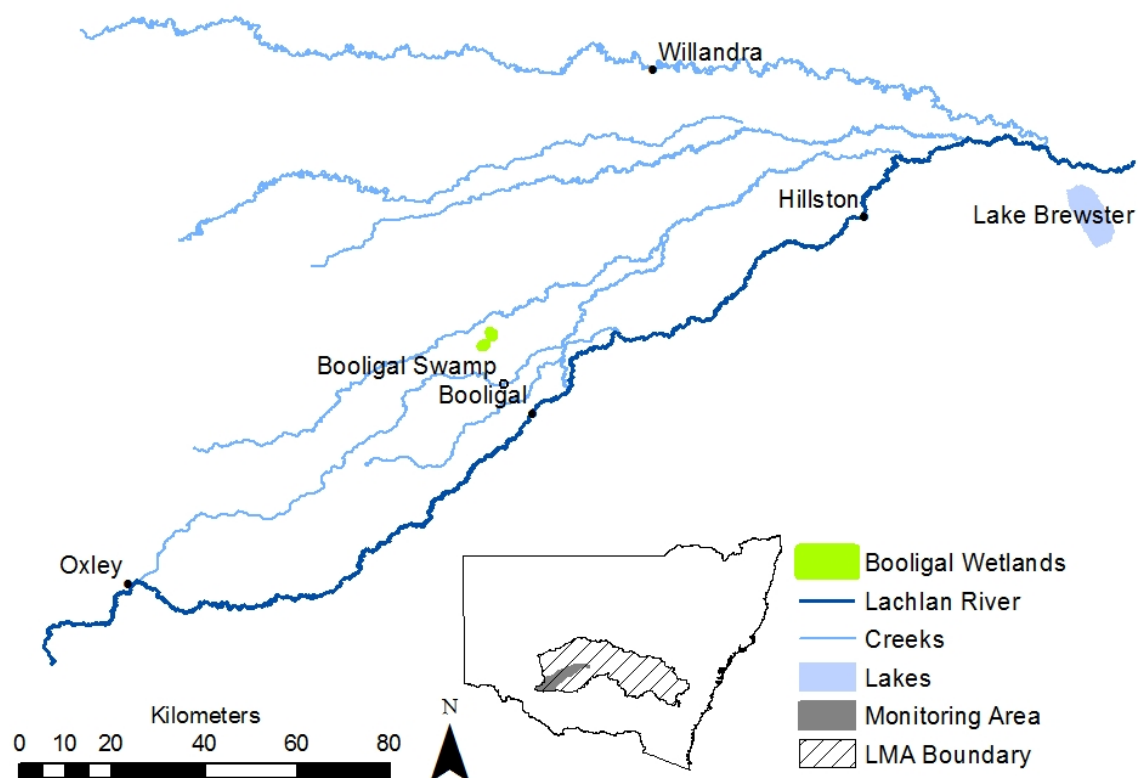 Willandra
Hillston
Lake Brewster
Booligal Swamp
Booligal
Oxley
Kilometers
0 10 20 40 60 80
N
Booligal Wetlands
Lachlan River
Creeks
Lakes
Monitoring Area
LMA Boundary